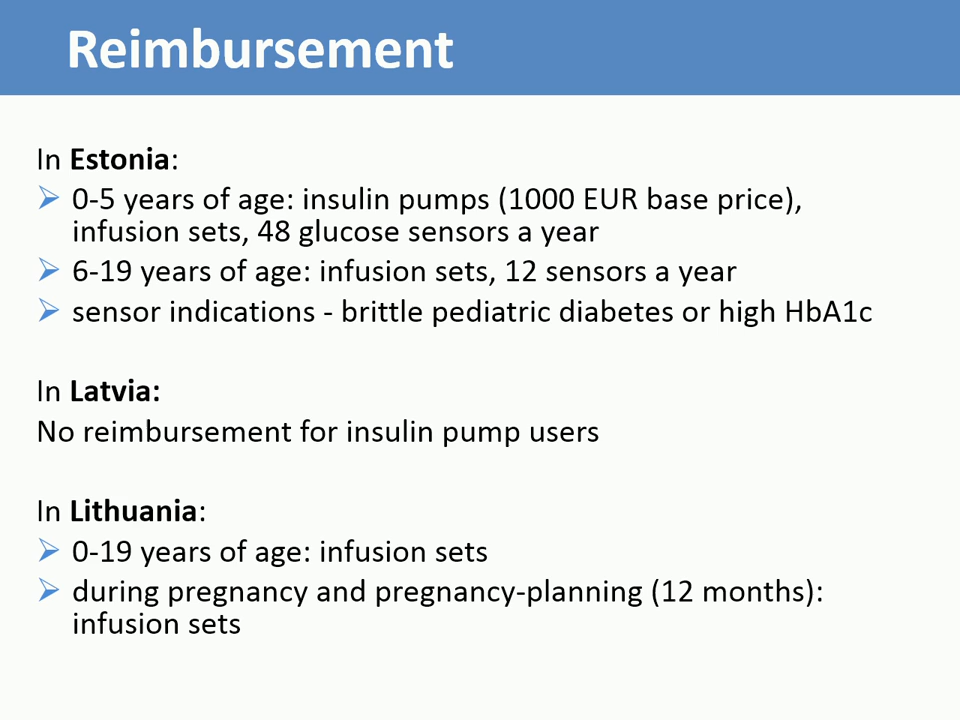 Reimbursement
In Estonia:
➢ 0-5 years of age: insulin pumps (1000 EUR base price),
infusion sets, 48 glucose sensors a year
➢ 6-19 years of age: infusion sets, 12 sensors a year
➢ sensor indications - brittle pediatric diabetes or high HbA1c
In Latvia:
No reimbursement for insulin pump users
In Lithuania:
➢ 0-19 years of age: infusion sets
➢ during pregnancy and pregnancy-planning (12 months):
infusion sets